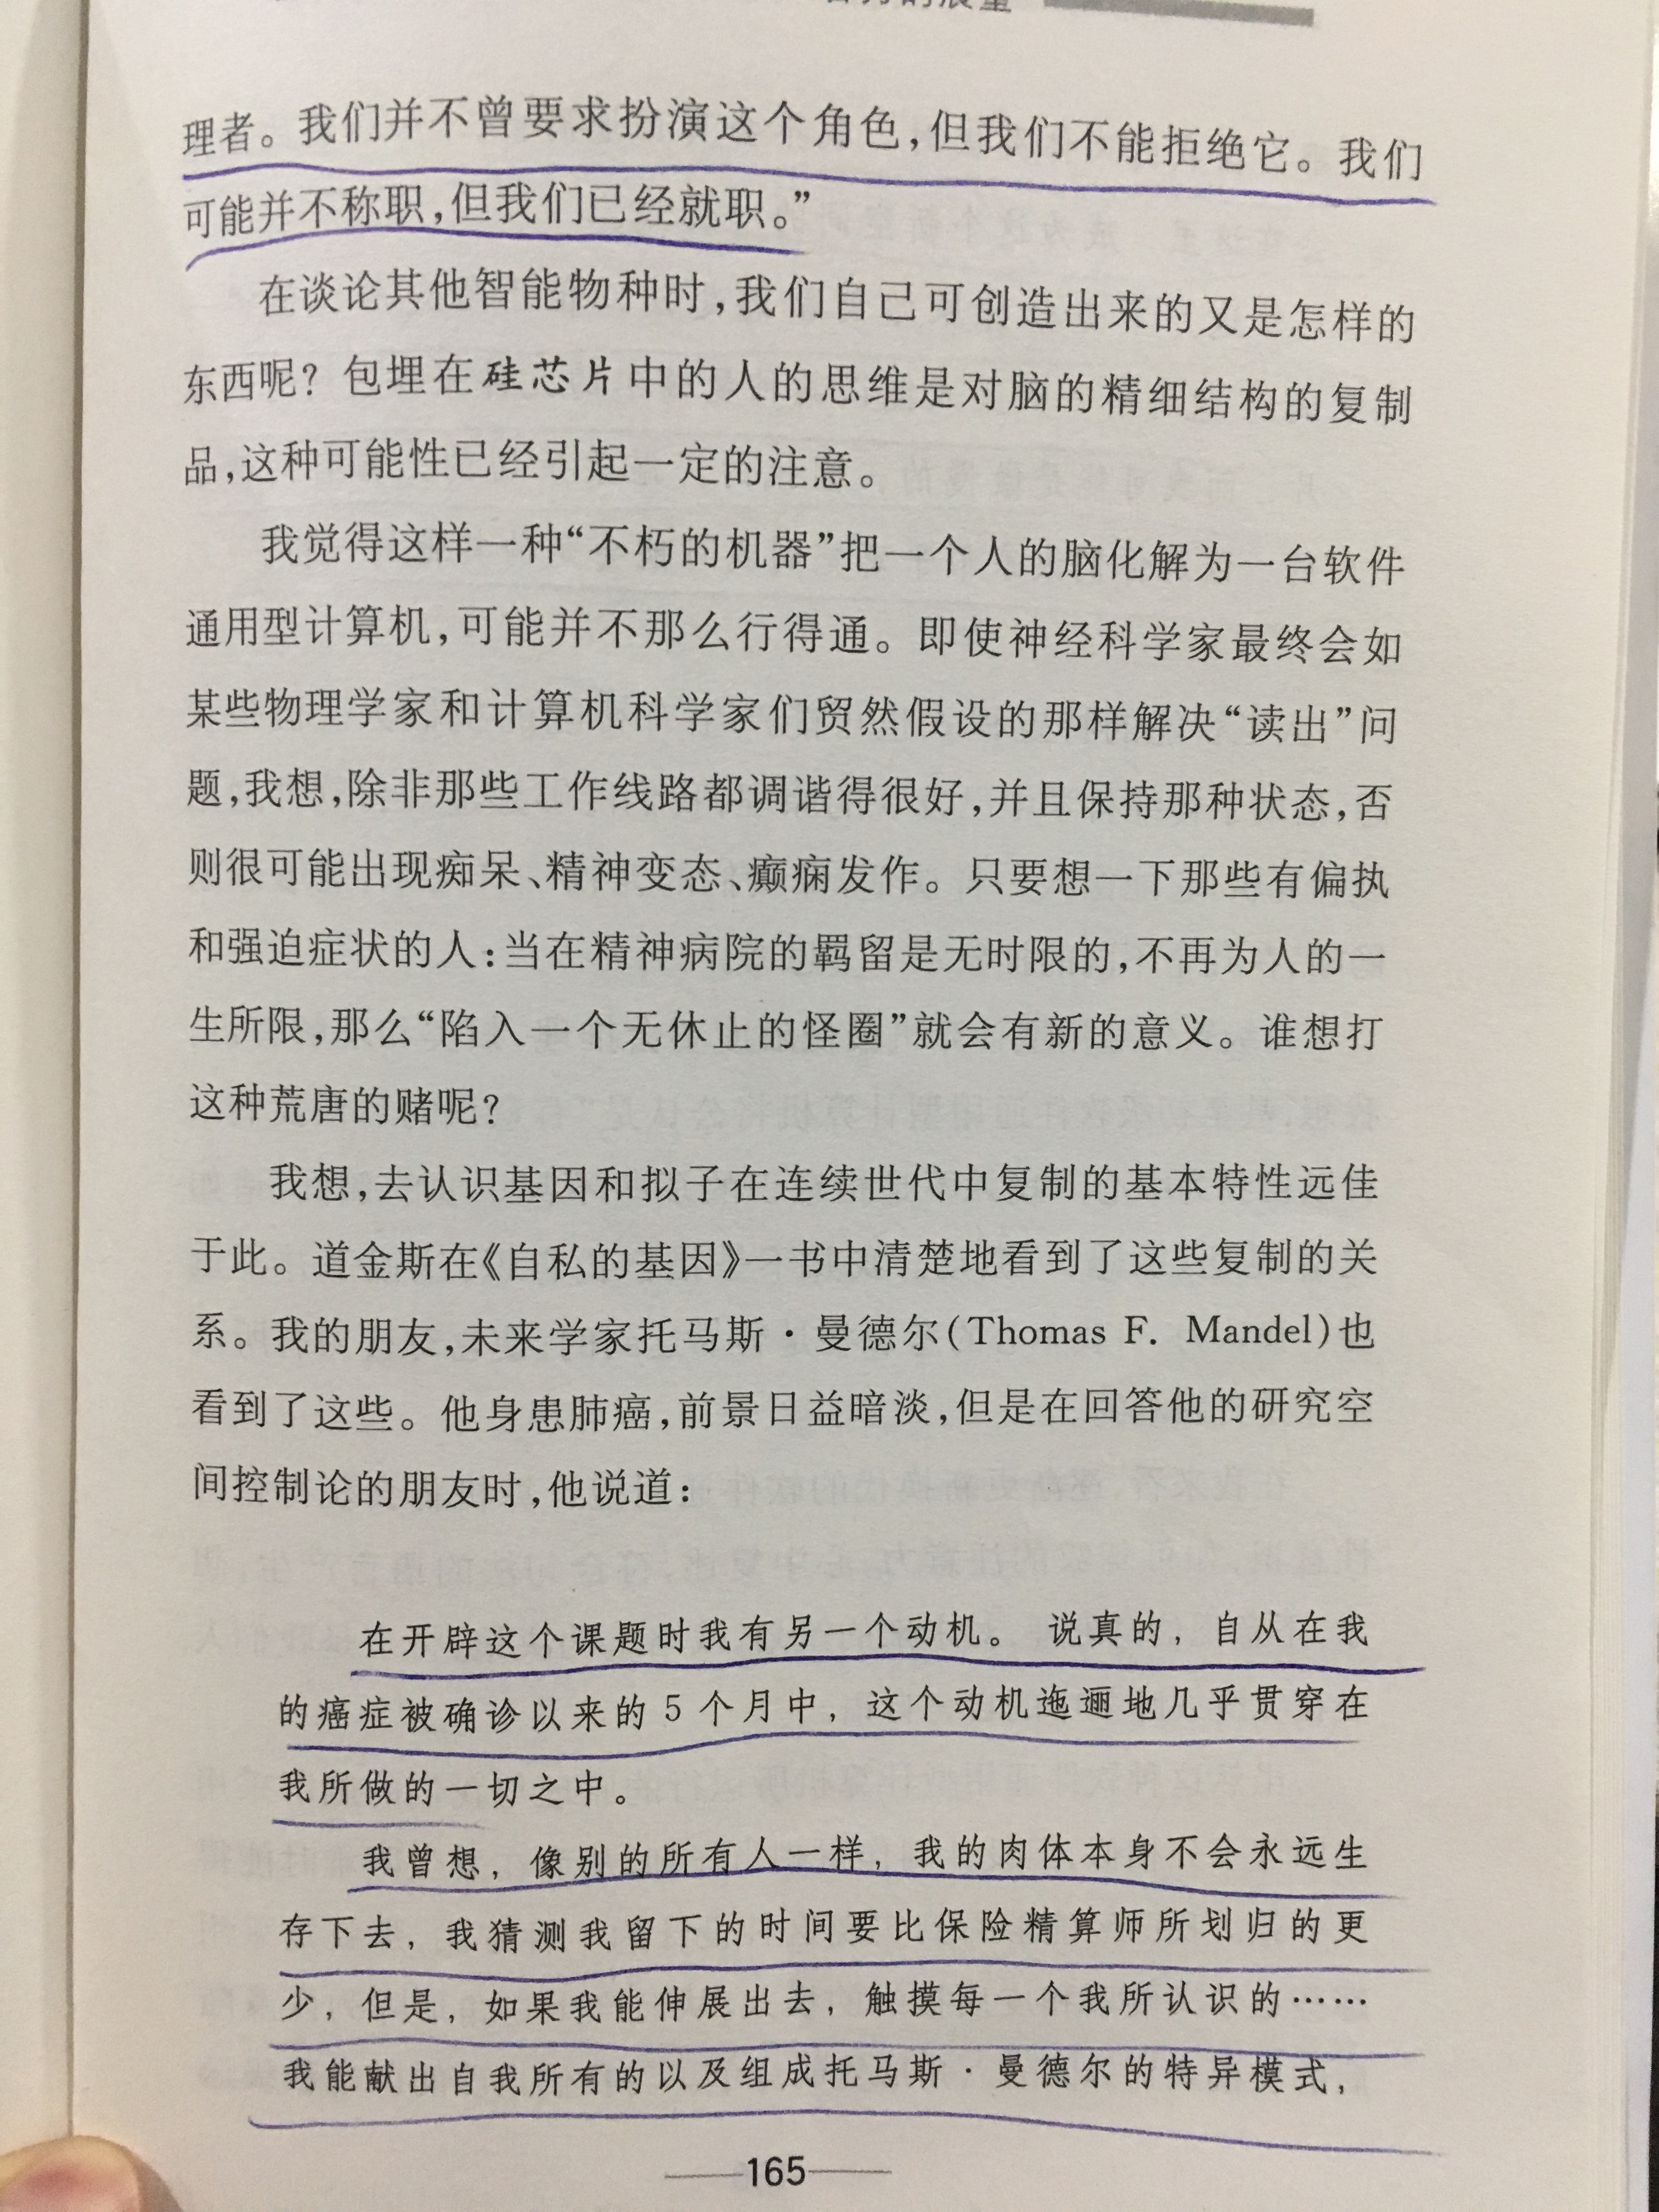 理者。我们并不曾要求扮演这个角色,但我们不能拒绝它。我们
可能并不称职,但我们已经就职。”
在谈论其他智能物种时,我们自己可创造出来的又是怎样的
东西呢? 包埋在硅芯片中的人的思维是对脑的精细结构的复制
品,这种可能性已经引起一定的注意。
我觉得这样一种“不朽的机器”把一个人的脑化解为一台软件
通用型计算机,可能并不那么行得通。即使神经科学家最终会如
某些物理学家和计算机科学家们贸然假设的那样解决“读出”问
题,我想,除非那些工作线路都调谐得很好,并且保持那种状态,否
则很可能出现痴呆、精神变态、癫痫发作。只要想一下那些有偏执
和强迫症状的人:当在精神病院的羁留是无时限的,不再为人的一
生所限,那么“陷入一个无休止的怪圈”就会有新的意义。谁想打
这种荒唐的赌呢?
我想,去认识基因和拟子在连续世代中复制的基本特性远佳
于此。道金斯在《自私的基因》一书中清楚地看到了这些复制的关
系。我的朋友,未来学家托马斯·曼德尔(Thomas F. Mandel)也
看到了这些。他身患肺癌,前景日益暗淡,但是在回答他的研究空
间控制论的朋友时,他说道:
在开辟这个课题时我有另一个动机。 说真的,自从在我
的癌症被确诊以来的 5 个月中,这个动机迤逦地几乎贯穿在
我所做的一切之中。
我曾想,像别的所有人一样,我的肉体本身不会永远生
存下去,我猜测我留下的时间要比保险精算师所划归的更
少,但是,如果我能伸展出去,触摸每一个我所认识的……
我能献出自我所有的以及组成托马斯·曼德尔的特异模式,
165